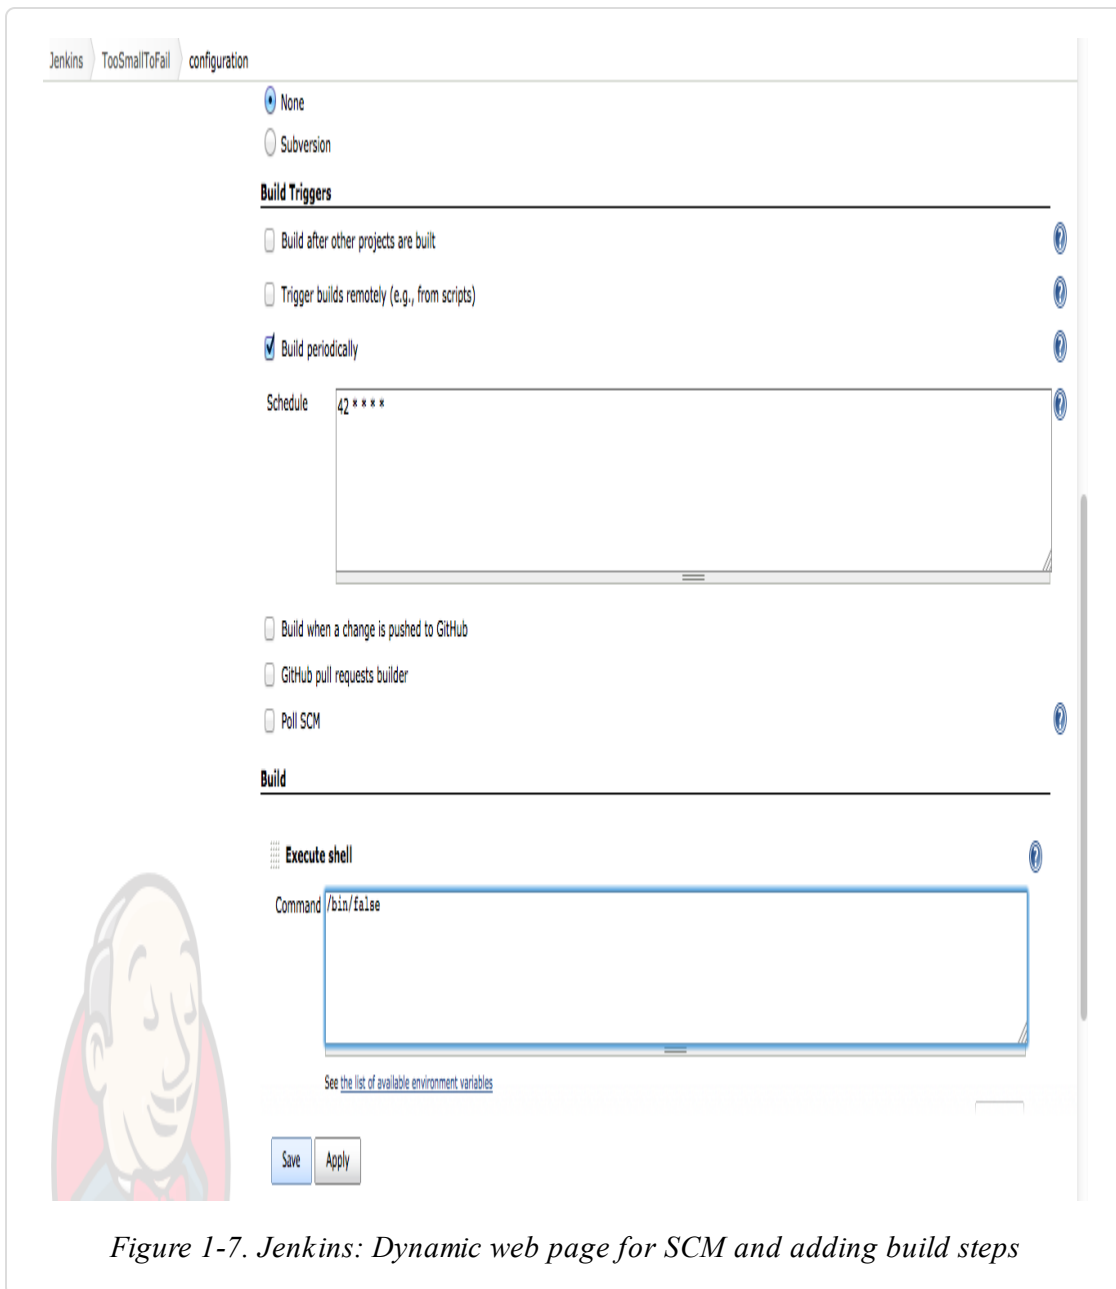 Jenkins TooSmallToFail configuration
None
Subversion
Build Triggers
Build after other projects are built
Trigger builds remotely (e.g., from scripts)
Build periodically
Schedule 42 * * * *
Build when a change is pushed to GitHub
GitHub pull requests builder
Poll SCM
Build
Execute shell
Command /bin/false
See the list of available environment variables
Save Apply
Figure 1-7. Jenkins: Dynamic web page for SCM and adding build steps